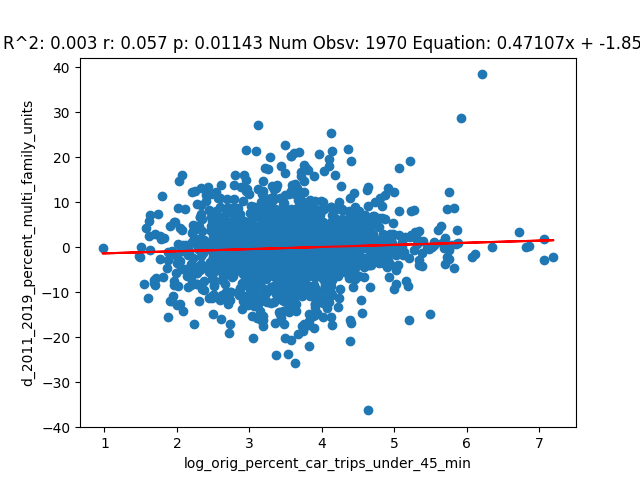 R^2: 0.003 r: 0.057 p: 0.01143 Num Obsv: 1970 Equation: 0.47107x + -1.85
40
30
20
10
0
−10
−20
−30
−40
d_2011_2019_percent_multi_family_units
1 2 3 4 5 6 7
log_orig_percent_car_trips_under_45_min